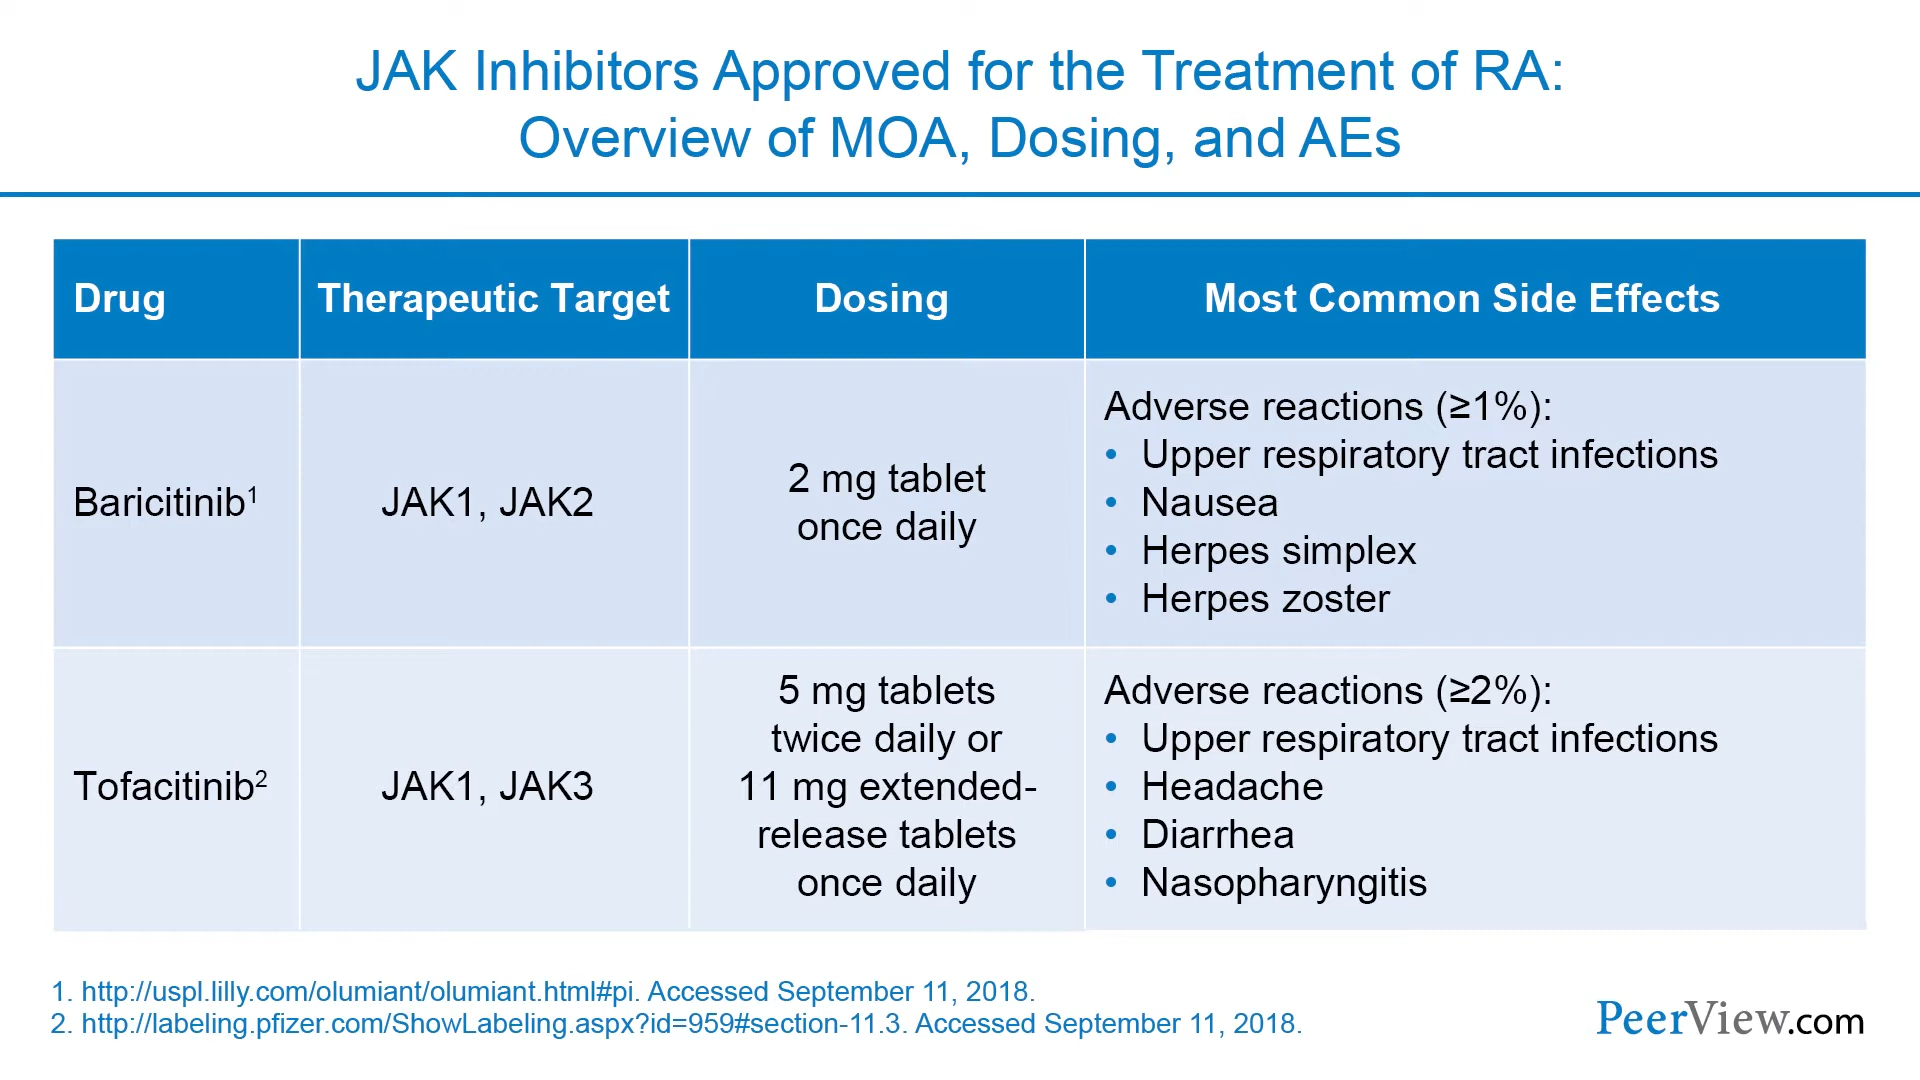 JAK Inhibitors Approved for the Treatment of RA:
Overview of MOA, Dosing, and AEs
Drug
Therapeutic Target
Dosing
Most Common Side Effects
Baricitinib1
JAK1, JAK2
2 mg tablet
once daily
Adverse reactions (≥1%):
• Upper respiratory tract infections
• Nausea
• Herpes simplex
• Herpes zoster
Tofacitinib2
JAK1, JAK3
5 mg tablets
twice daily or
11 mg extended-
release tablets
once daily
Adverse reactions (≥2%):
• Upper respiratory tract infections
• Headache
• Diarrhea
• Nasopharyngitis
1. http://uspl.lilly.com/olumiant/olumiant.html#pi. Accessed September 11, 2018.
2. http://labeling.pfizer.com/ShowLabeling.aspx?id=959#section-11.3. Accessed September 11, 2018.
PeerView.com